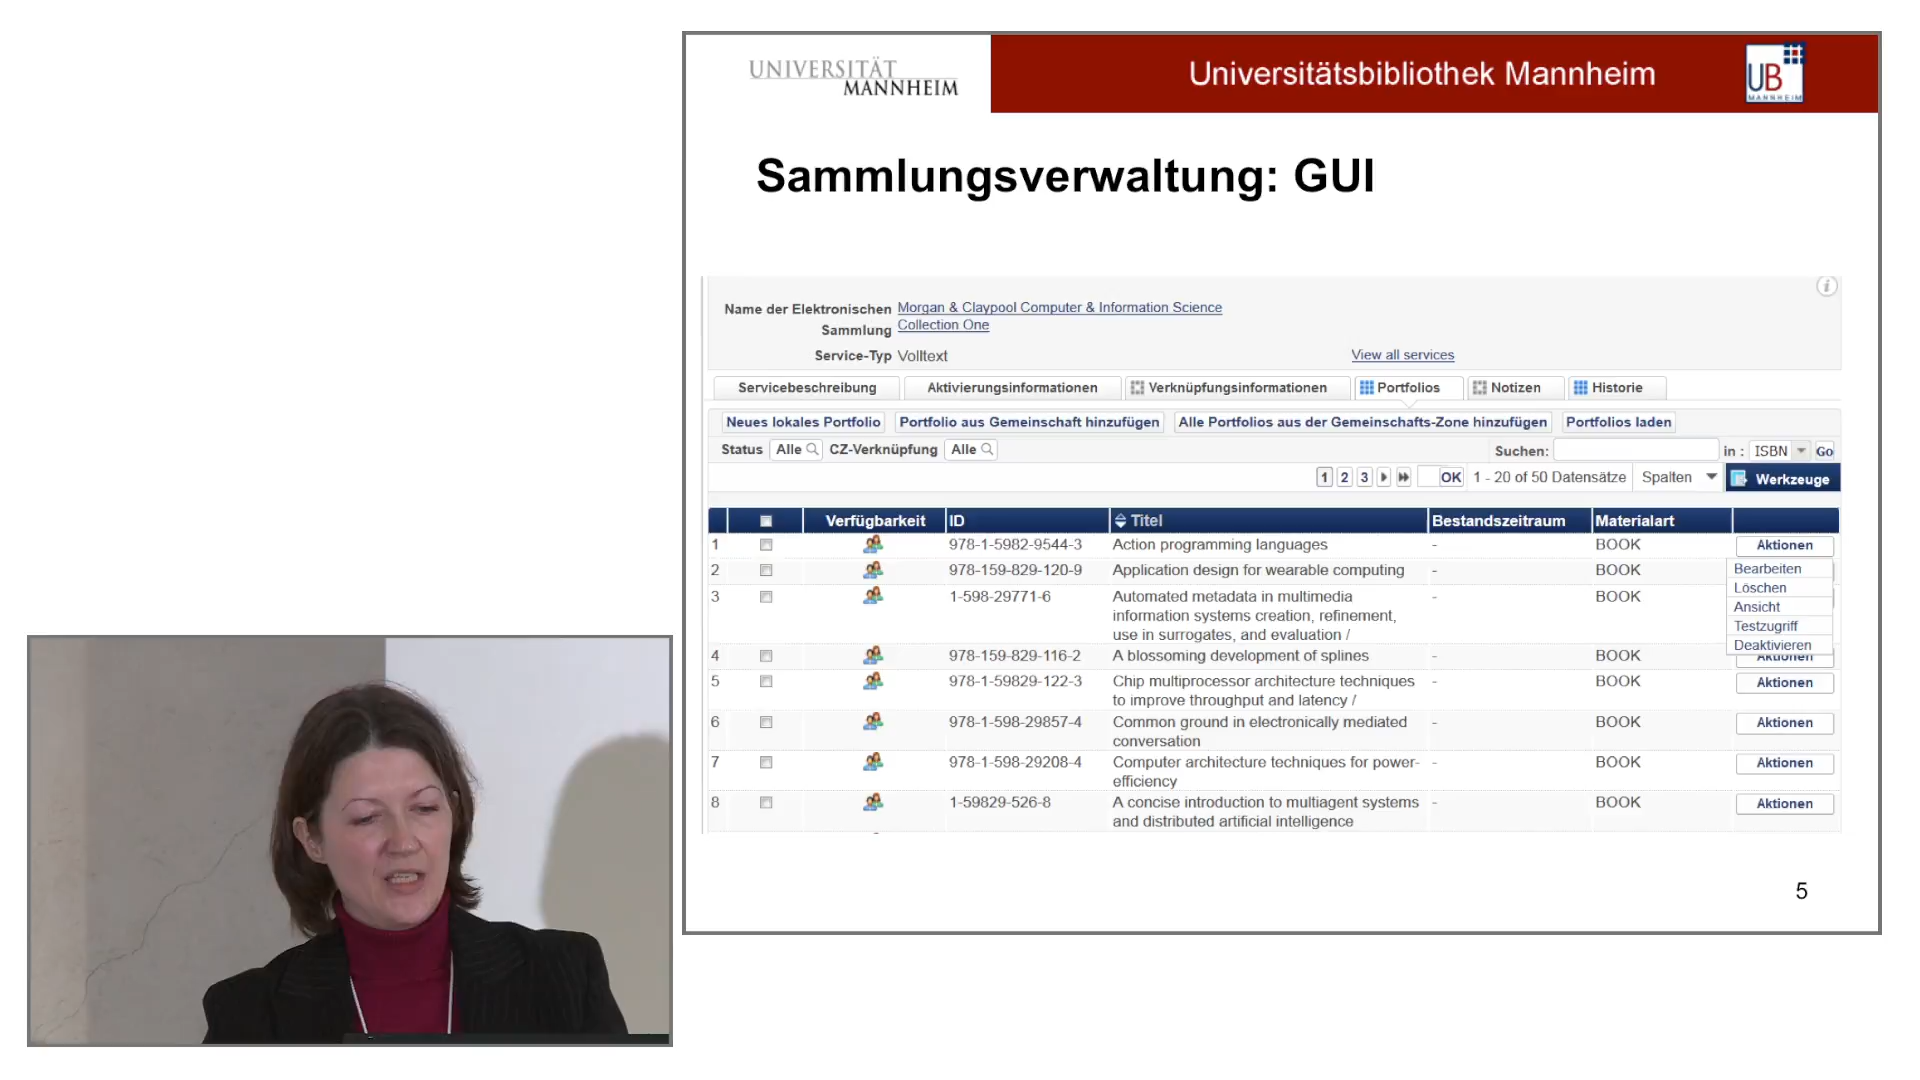 UNIVERSITÄT
MANNHEIM
Universitätsbibliothek Mannheim
UB
MANNHEIM
Sammlungsverwaltung: GUI
Name der Elektronischen Sammlung
Morgan & Claypool Computer & Information Science
Collection One
Service-Typ Volltext
View all services
Servicebeschreibung Aktivierungsinformationen Verknüpfungsinformationen Portfolios Notizen Historie
Neues lokales Portfolio Portfolio aus Gemeinschaft hinzufügen Alle Portfolios aus der Gemeinschafts-Zone hinzufügen Portfolios laden
Status Alle CZ-Verknüpfung Alle Suchen: in : ISBN Go
1 2 3 OK 1 - 20 of 50 Datensätze Spalten Werkzeuge
Verfügbarkeit ID Titel Bestandszeitraum Materialart
1 978-1-5982-9544-3 Action programming languages - BOOK Aktionen
Bearbeiten
Löschen
Ansicht
Testzugriff
Deaktivieren
2 978-159-829-120-9 Application design for wearable computing - BOOK
3 1-598-29771-6 Automated metadata in multimedia - BOOK
information systems creation, refinement,
use in surrogates, and evaluation /
4 978-159-829-116-2 A blossoming development of splines - BOOK Aktionen
5 978-1-59829-122-3 Chip multiprocessor architecture techniques - BOOK Aktionen
to improve throughput and latency /
6 978-1-598-29857-4 Common ground in electronically mediated - BOOK Aktionen
conversation
7 978-1-598-29208-4 Computer architecture techniques for power- - BOOK Aktionen
efficiency
8 1-59829-526-8 A concise introduction to multiagent systems - BOOK Aktionen
and distributed artificial intelligence
5